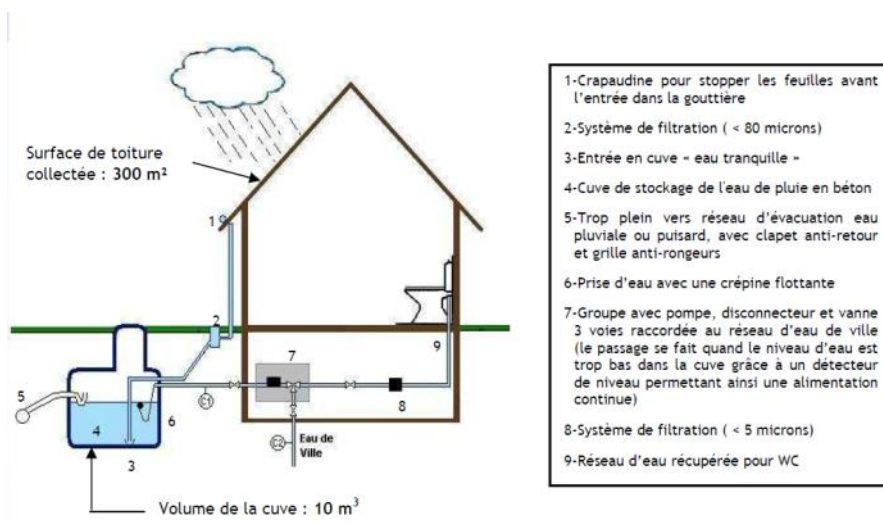 Surface de toiture
collectée : 300 m²
1
9
2
7
9
C1
8
5
6
4
C2
Eau de
Ville
3
Volume de la cuve : 10 m³
1-Crapaudine pour stopper les feuilles avant
l'entrée dans la gouttière
2-Système de filtration ( < 80 microns)
3-Entrée en cuve « eau tranquille »
4-Cuve de stockage de l'eau de pluie en béton
5-Trop plein vers réseau d'évacuation eau
pluviale ou puisard, avec clapet anti-retour
et grille anti-rongeurs
6-Prise d'eau avec une crépine flottante
7-Groupe avec pompe, disconnecteur et vanne
3 voies raccordée au réseau d'eau de ville
(le passage se fait quand le niveau d'eau est
trop bas dans la cuve grâce à un détecteur
de niveau permettant ainsi une alimentation
continue)
8-Système de filtration ( < 5 microns)
9-Réseau d'eau récupérée pour WC